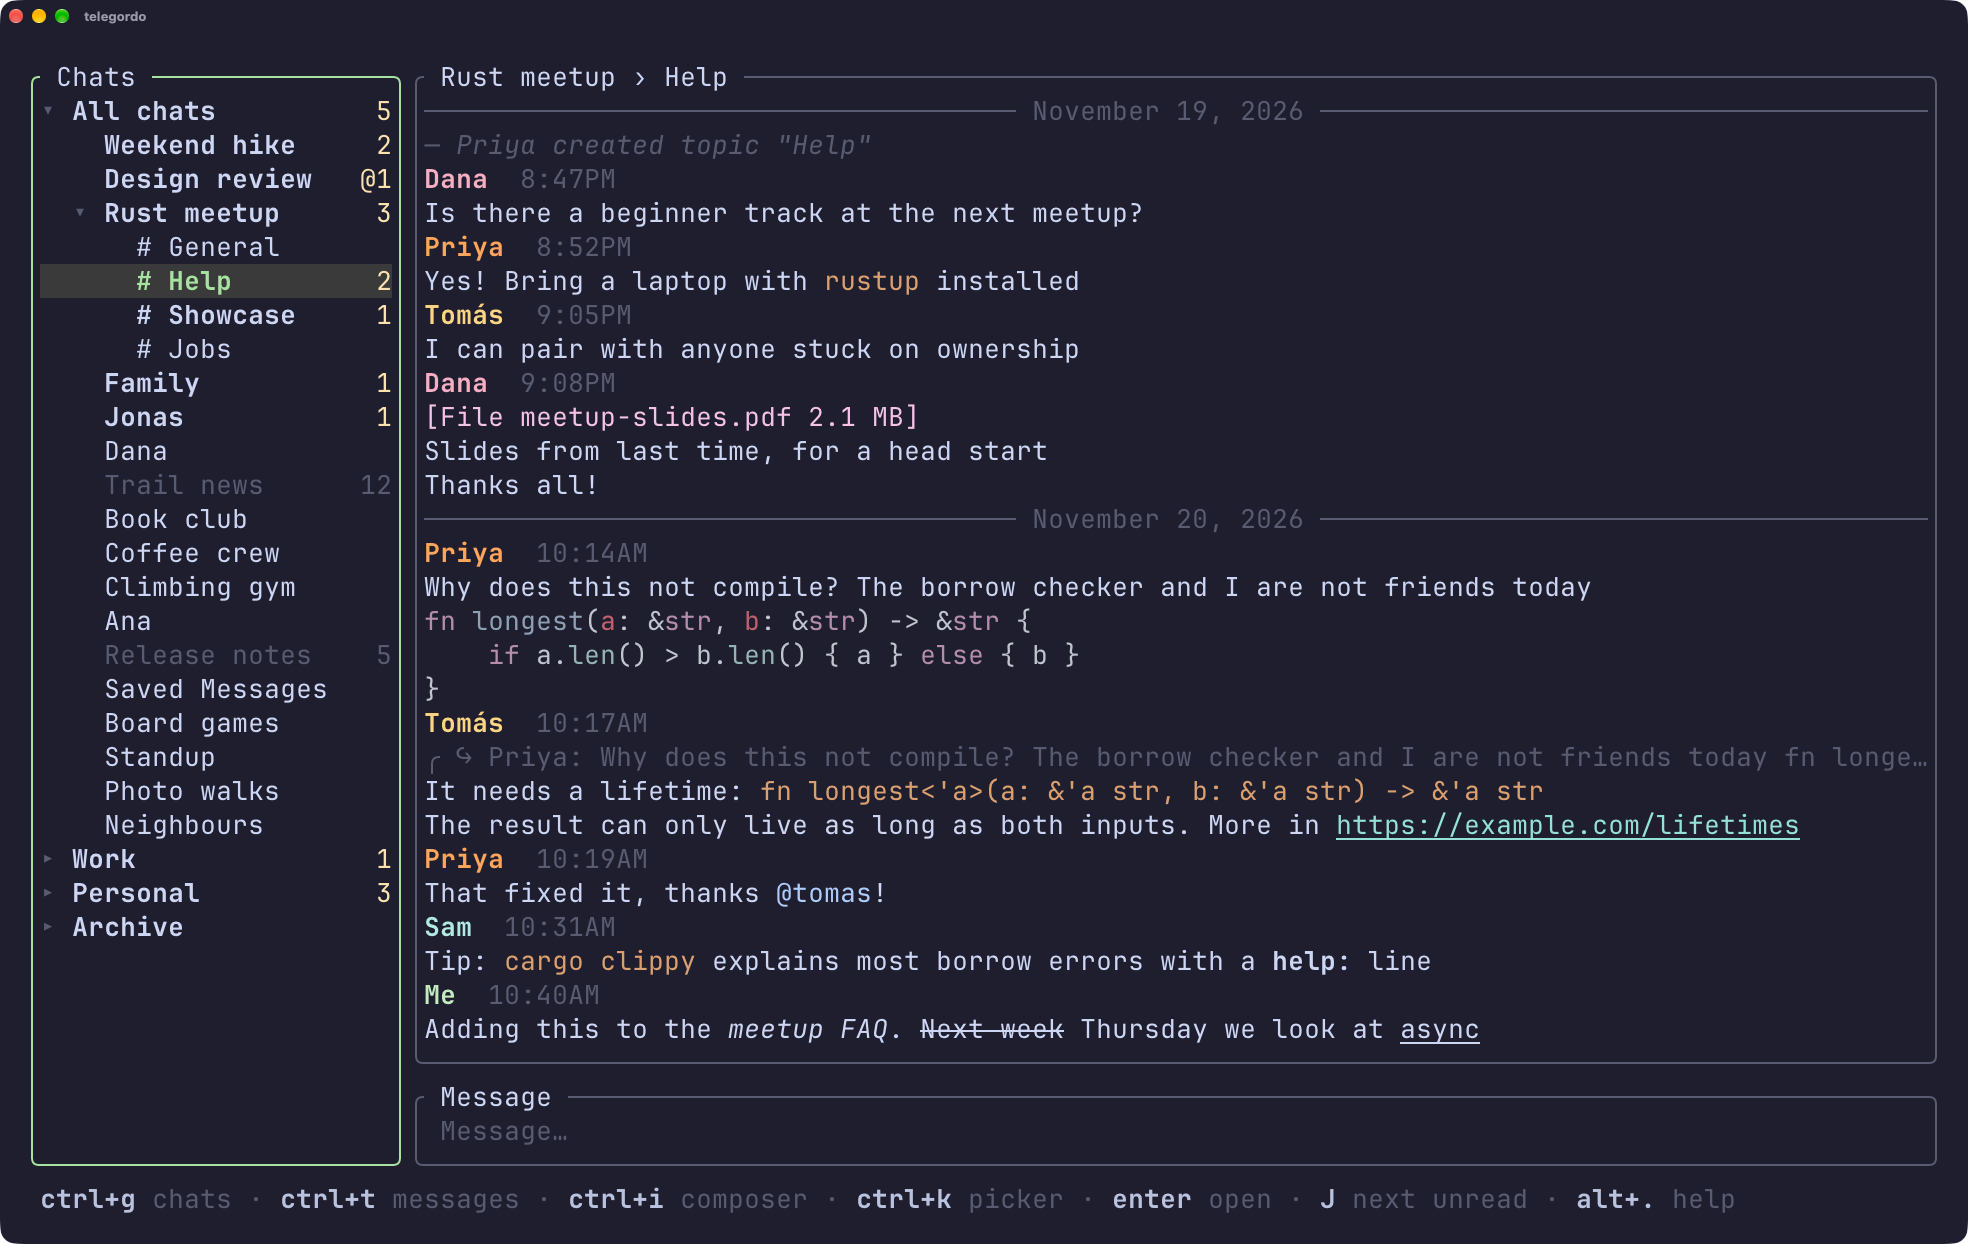 telegordo
Chats
▾ All chats 5
Weekend hike 2
Design review @1
▾ Rust meetup 3
# General
# Help 2
# Showcase 1
# Jobs
Family 1
Jonas 1
Dana
Trail news 12
Book club
Coffee crew
Climbing gym
Ana
Release notes 5
Saved Messages
Board games
Standup
Photo walks
Neighbours
▸ Work 1
▸ Personal 3
▸ Archive
Rust meetup › Help
November 19, 2026
— Priya created topic "Help"
Dana 8:47PM
Is there a beginner track at the next meetup?
Priya 8:52PM
Yes! Bring a laptop with rustup installed
Tomás 9:05PM
I can pair with anyone stuck on ownership
Dana 9:08PM
[File meetup-slides.pdf 2.1 MB]
Slides from last time, for a head start
Thanks all!
November 20, 2026
Priya 10:14AM
Why does this not compile? The borrow checker and I are not friends today
fn longest(a: &str, b: &str) -> &str {
    if a.len() > b.len() { a } else { b }
}
Tomás 10:17AM
╭ ↪ Priya: Why does this not compile? The borrow checker and I are not friends today fn longe…
It needs a lifetime: fn longest<'a>(a: &'a str, b: &'a str) -> &'a str
The result can only live as long as both inputs. More in https://example.com/lifetimes
Priya 10:19AM
That fixed it, thanks @tomas!
Sam 10:31AM
Tip: cargo clippy explains most borrow errors with a help: line
Me 10:40AM
Adding this to the meetup FAQ. Next week Thursday we look at async
Message
Message…
ctrl+g chats · ctrl+t messages · ctrl+i composer · ctrl+k picker · enter open · J next unread · alt+. help